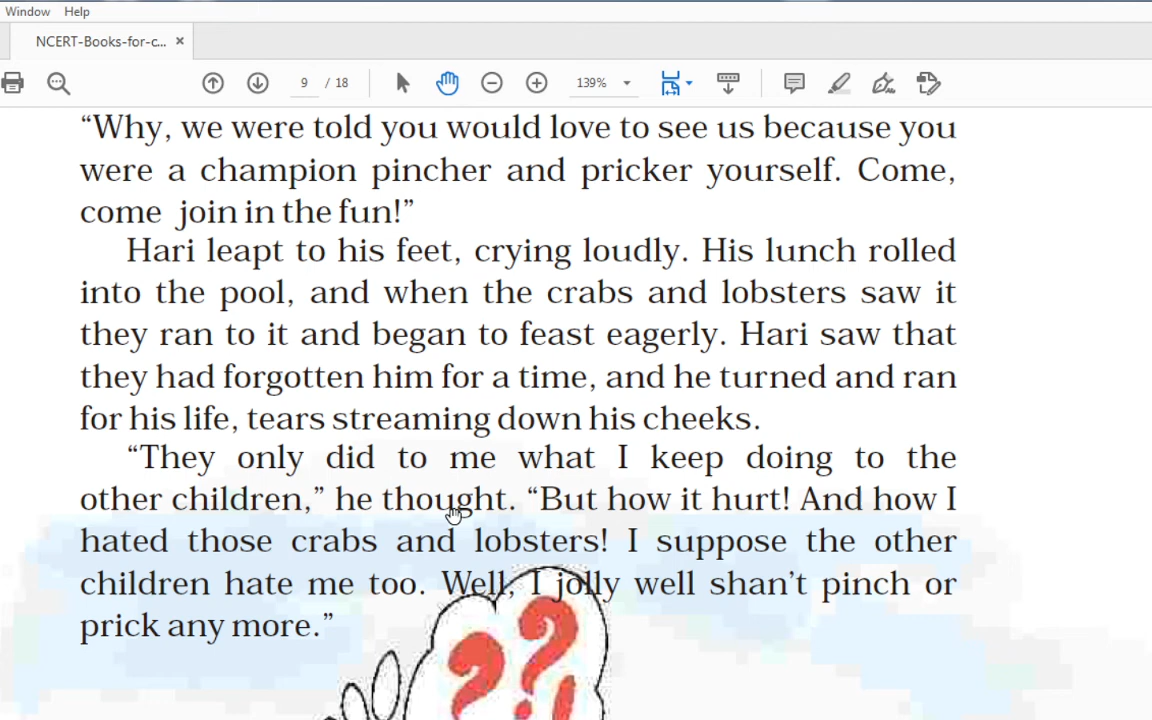 Window Help
NCERT-Books-for-c... ×
9 / 18 139%
“Why, we were told you would love to see us because you
were a champion pincher and pricker yourself. Come,
come join in the fun!”
Hari leapt to his feet, crying loudly. His lunch rolled
into the pool, and when the crabs and lobsters saw it
they ran to it and began to feast eagerly. Hari saw that
they had forgotten him for a time, and he turned and ran
for his life, tears streaming down his cheeks.
“They only did to me what I keep doing to the
other children,” he thought. “But how it hurt! And how I
hated those crabs and lobsters! I suppose the other
children hate me too. Well, I jolly well shan’t pinch or
prick any more.”
? ? ?